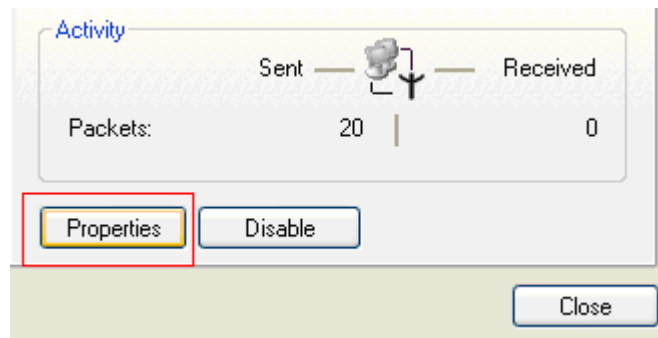 Activity
Sent Received
Packets: 20 0
Properties Disable
Close